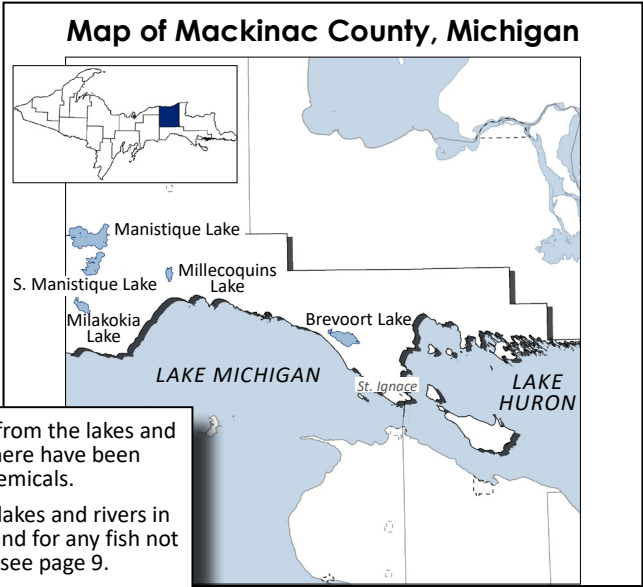 Map of Mackinac County, Michigan
Manistique Lake
S. Manistique Lake
Millecoquins
Lake
Milakokia
Lake
Brevoort Lake
LAKE MICHIGAN
St. Ignace
LAKE
HURON
from the lakes and
here have been
emicals.
lakes and rivers in
end for any fish not
see page 9.